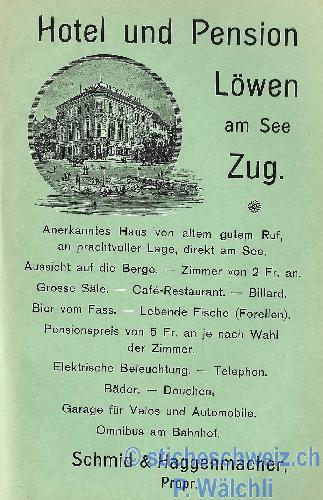 Hotel und Pension
Löwen
am See
Zug.
Anerkanntes Haus von altem gutem Ruf,
an prachtvoller Lage, direkt am See.
Aussicht auf die Berge. — Zimmer von 2 Fr. an.
Grosse Säle. — Café-Restaurant. — Billard.
Bier vom Fass. — Lebende Fische (Forellen).
Pensionspreis von 5 Fr. an je nach Wahl
der Zimmer.
Elektrische Beleuchtung. — Telephon.
Bäder. — Douchen.
Garage für Velos und Automobile.
Omnibus am Bahnhof.
© sticheschweiz.ch
Schmid & Haggenmacher,
Propr.
P. Wälchli